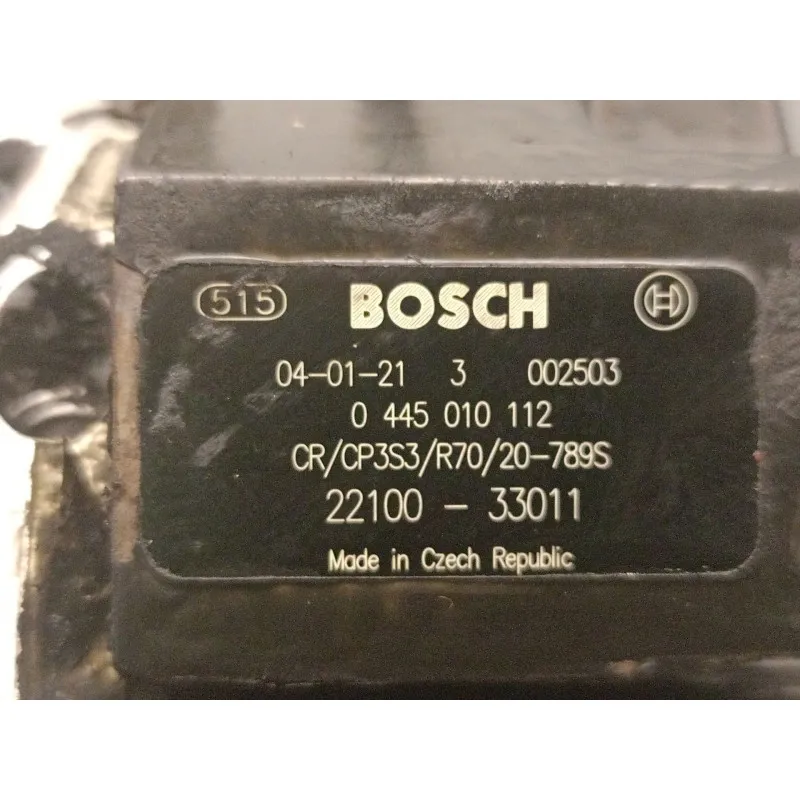 515 BOSCH
04-01-21 3 002503
0 445 010 112
CR/CP3S3/R70/20-789S
22100 - 33011
Made in Czech Republic